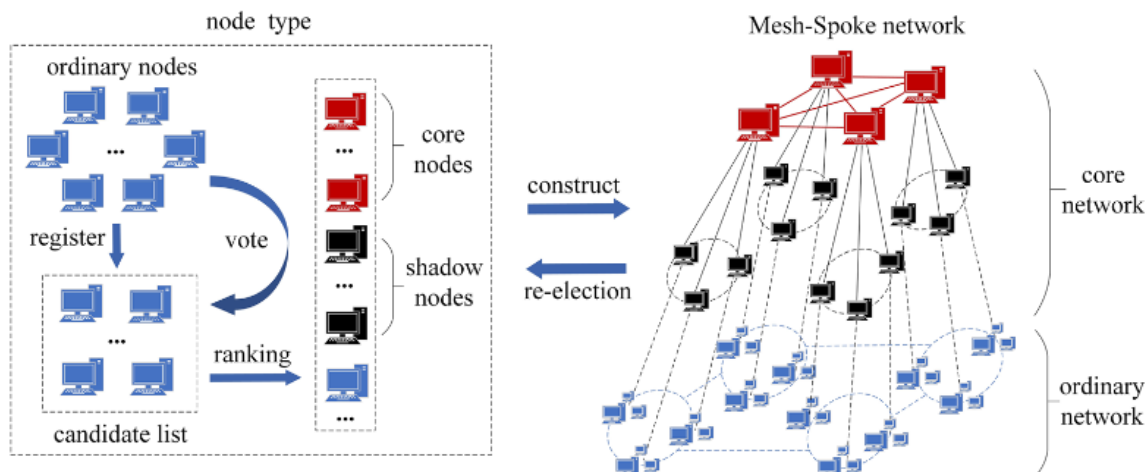 node type
ordinary nodes
...
register
vote
...
candidate list
ranking
...
core
nodes
...
shadow
nodes
...
construct
re-election
Mesh-Spoke network
core
network
ordinary
network